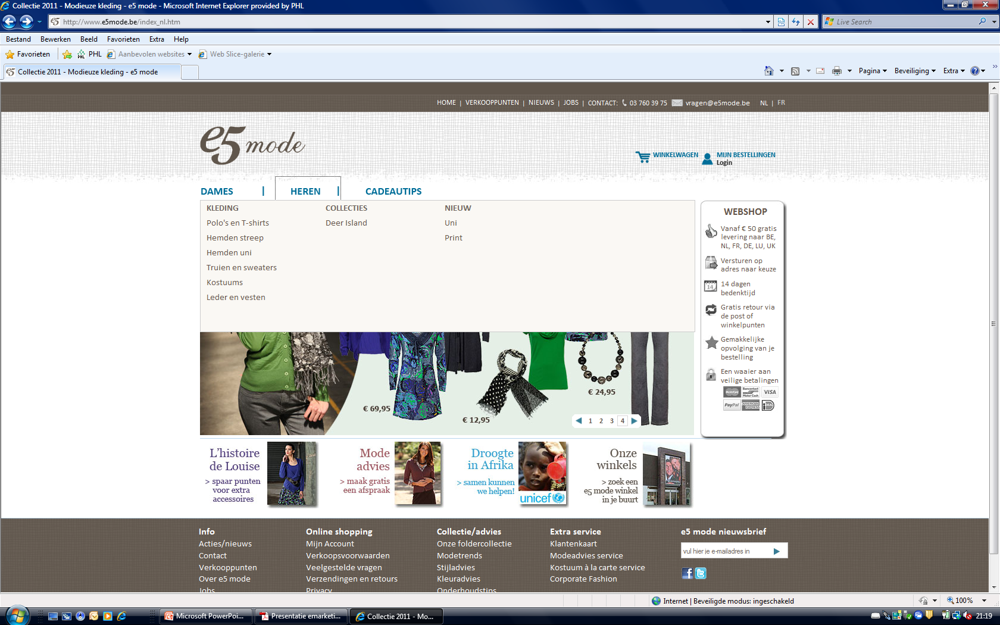 Collectie 2011 - Modieuze kleding - e5 mode - Microsoft Internet Explorer provided by PHL
http://www.e5mode.be/index_nl.htm
Live Search
Bestand Bewerken Beeld Favorieten Extra Help
Favorieten PHL PHL Aanbevolen websites Web Slice-galerie
Collectie 2011 - Modieuze kleding - e5 mode
Pagina Beveiliging Extra
HOME | VERKOOPPUNTEN | NIEUWS | JOBS | CONTACT: 03 760 39 75 vragen@e5mode.be NL | FR
e5 mode
WINKELWAGEN MIJN BESTELLINGEN
Login
DAMES | HEREN | CADEAUTIPS
KLEDING
Polo's en T-shirts
Hemden streep
Hemden uni
Truien en sweaters
Kostuums
Leder en vesten
COLLECTIES
Deer Island
NIEUW
Uni
Print
WEBSHOP
Vanaf € 50 gratis
levering naar BE,
NL, FR, DE, LU, UK
Versturen op
adres naar keuze
14
14 dagen
bedenktijd
Gratis retour via
de post of
winkelpunten
Gemakkelijke
opvolging van je
bestelling
Een waaier aan
veilige betalingen
MasterCard Bancontact Mister Cash VISA
PayPal AMERICAN EXPRESS iDEAL
€ 69,95
€ 12,95
€ 24,95
1 2 3 4
L'histoire
de Louise
> spaar punten
voor extra
accessoires
Mode
advies
> maak gratis
een afspraak
Droogte
in Afrika
> samen kunnen
we helpen!
unicef
Onze
winkels
> zoek een
e5 mode winkel
in je buurt
Info
Acties/nieuws
Contact
Verkooppunten
Over e5 mode
Jobs
Online shopping
Mijn Account
Verkoopsvoorwaarden
Veelgestelde vragen
Verzendingen en retours
Privacy
Collectie/advies
Onze foldercollectie
Modetrends
Stijladvies
Kleuradvies
Onderhoudstips
Extra service
Klantenkaart
Modeadvies service
Kostuum à la carte service
Corporate Fashion
e5 mode nieuwsbrief
vul hier je e-mailadres in
Internet | Beveiligde modus: ingeschakeld
100%
Microsoft PowerPoi...
Presentatie emarketi...
Collectie 2011 - Mo...
21:19